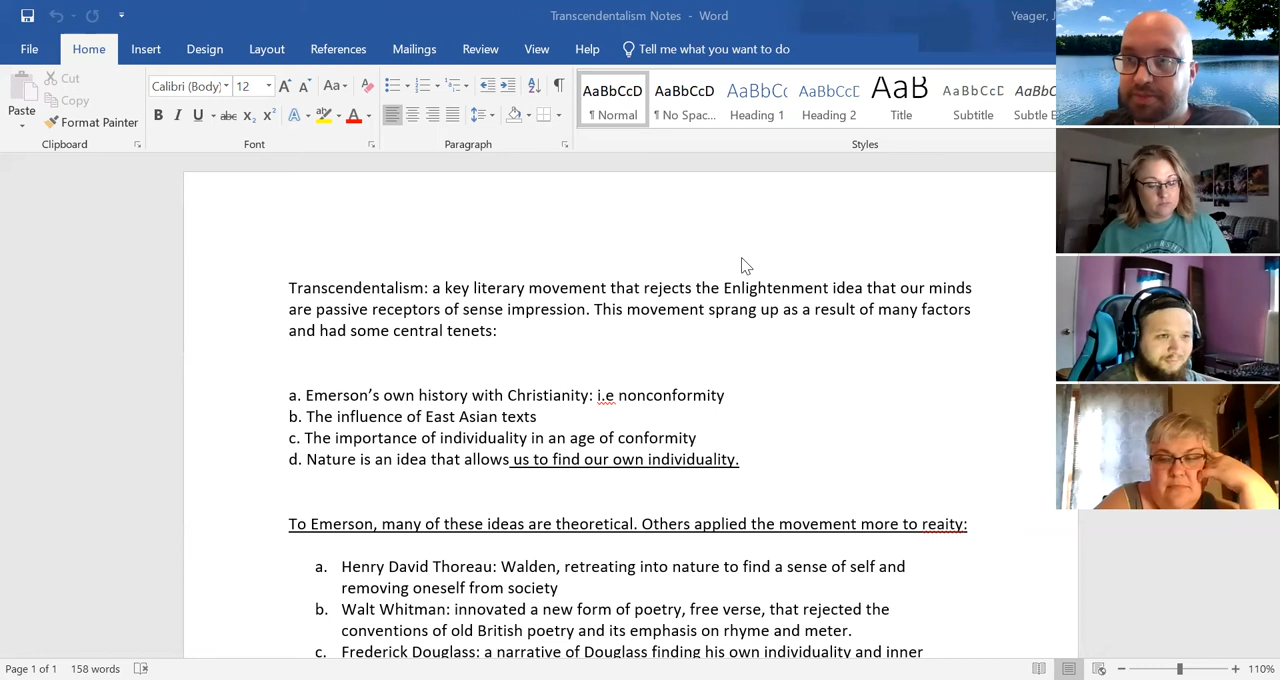 Transcendentalism Notes - Word
Yeager, J
File Home Insert Design Layout References Mailings Review View Help Tell me what you want to do
Paste
Cut
Copy
Format Painter
Clipboard
Calibri (Body) 12
Font
Paragraph
AaBbCcD AaBbCcD AaBbCc AaBbCcD AaB AaBbCcD AaBbCcD
¶ Normal ¶ No Spac... Heading 1 Heading 2 Title Subtitle Subtle E
Styles
Transcendentalism: a key literary movement that rejects the Enlightenment idea that our minds
are passive receptors of sense impression. This movement sprang up as a result of many factors
and had some central tenets:
a. Emerson’s own history with Christianity: i.e nonconformity
b. The influence of East Asian texts
c. The importance of individuality in an age of conformity
d. Nature is an idea that allows us to find our own individuality.
To Emerson, many of these ideas are theoretical. Others applied the movement more to reaity:
a. Henry David Thoreau: Walden, retreating into nature to find a sense of self and
removing oneself from society
b. Walt Whitman: innovated a new form of poetry, free verse, that rejected the
conventions of old British poetry and its emphasis on rhyme and meter.
c. Frederick Douglass: a narrative of Douglass finding his own individuality and inner
Page 1 of 1 158 words 110%